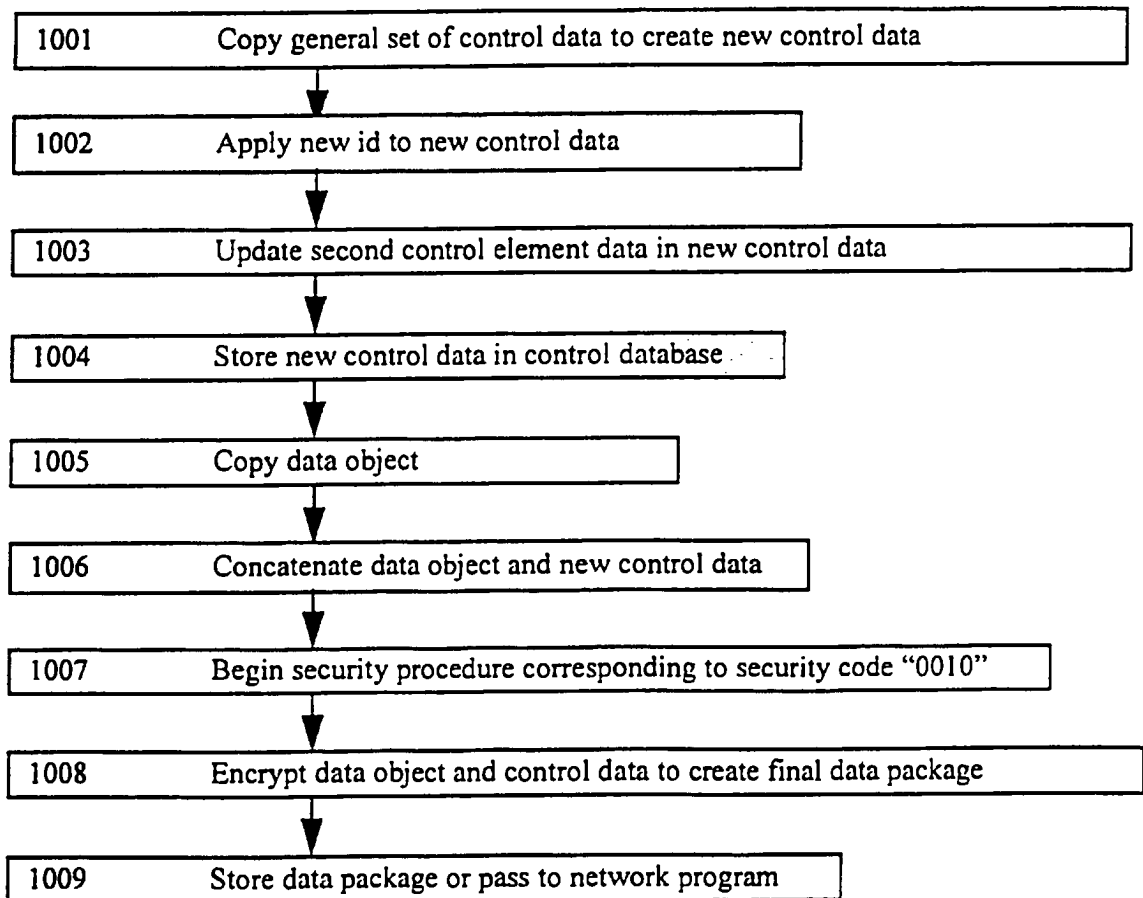 1001 Copy general set of control data to create new control data
1002 Apply new id to new control data
1003 Update second control element data in new control data
1004 Store new control data in control database
1005 Copy data object
1006 Concatenate data object and new control data
1007 Begin security procedure corresponding to security code “0010”
1008 Encrypt data object and control data to create final data package
1009 Store data package or pass to network program